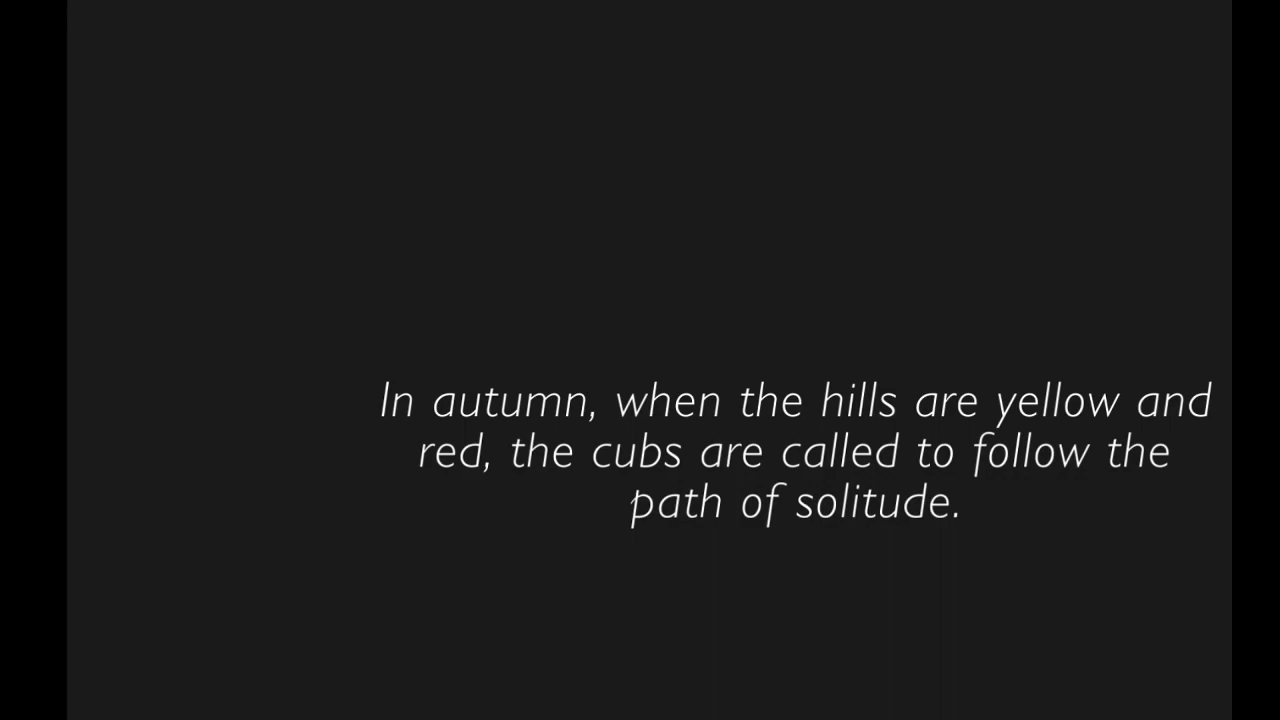 In autumn, when the hills are yellow and
red, the cubs are called to follow the
path of solitude.